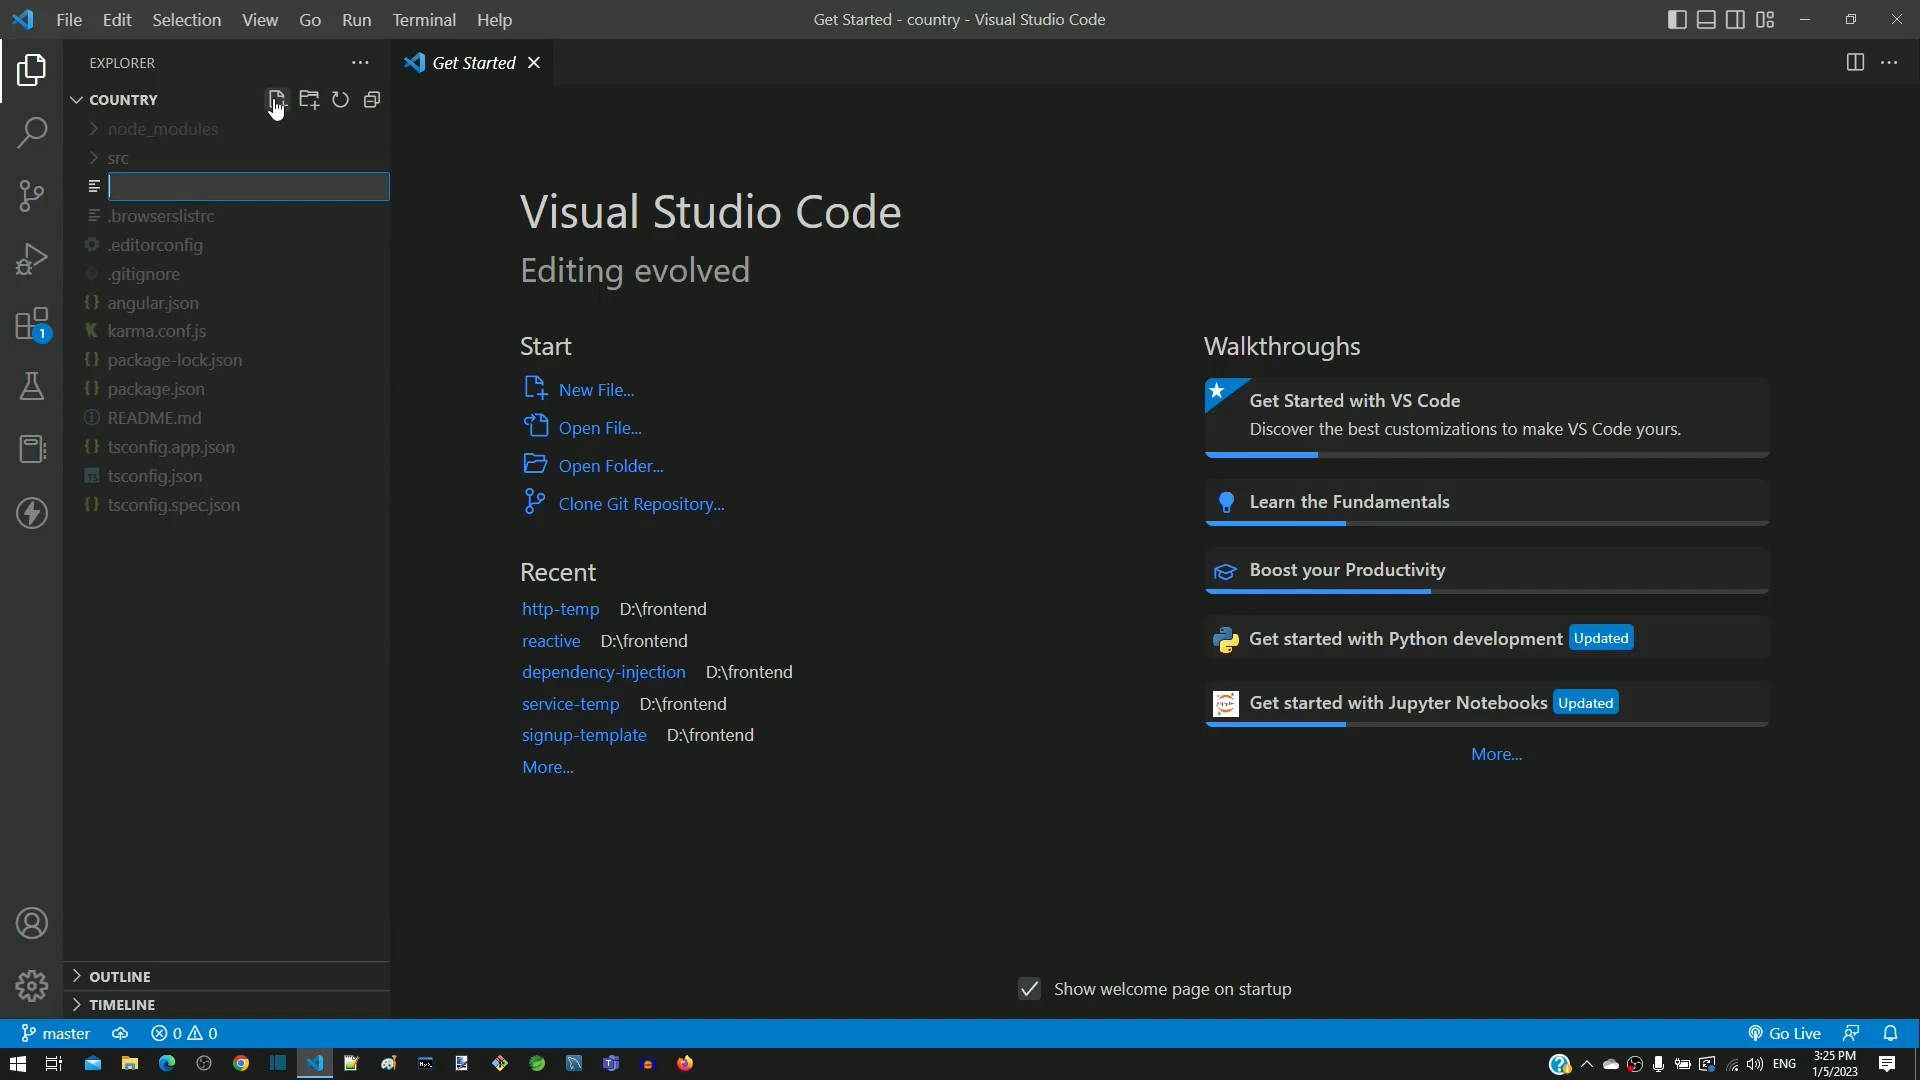 File Edit Selection View Go Run Terminal Help
Get Started - country - Visual Studio Code
EXPLORER
Get Started
COUNTRY
node_modules
src
.browserslistrc
.editorconfig
.gitignore
angular.json
karma.conf.js
package-lock.json
package.json
README.md
tsconfig.app.json
tsconfig.json
tsconfig.spec.json
1
OUTLINE
TIMELINE
Visual Studio Code
Editing evolved
Start
New File...
Open File...
Open Folder...
Clone Git Repository...
Recent
http-temp D:\frontend
reactive D:\frontend
dependency-injection D:\frontend
service-temp D:\frontend
signup-template D:\frontend
More...
Walkthroughs
Get Started with VS Code
Discover the best customizations to make VS Code yours.
Learn the Fundamentals
Boost your Productivity
Get started with Python development Updated
Get started with Jupyter Notebooks Updated
More...
Show welcome page on startup
master 0 0
Go Live
ENG
3:25 PM
1/5/2023